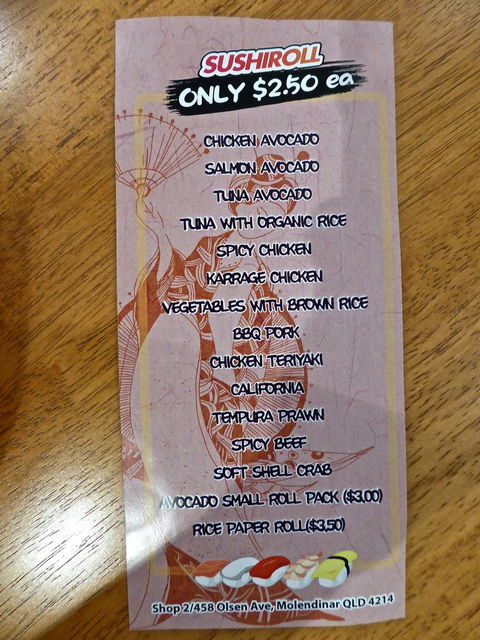 SUSHIROLL
ONLY $2.50 ea
CHICKEN AVOCADO
SALMON AVOCADO
TUNA AVOCADO
TUNA WITH ORGANIC RICE
SPICY CHICKEN
KARRAGE CHICKEN
VEGETABLES WITH BROWN RICE
BBQ PORK
CHICKEN TERIYAKI
CALIFORNIA
TEMPURA PRAWN
SPICY BEEF
SOFT SHELL CRAB
AVOCADO SMALL ROLL PACK ($3.00)
RICE PAPER ROLL($3.50)
Shop 2/458 Olsen Ave, Molendinar QLD 4214